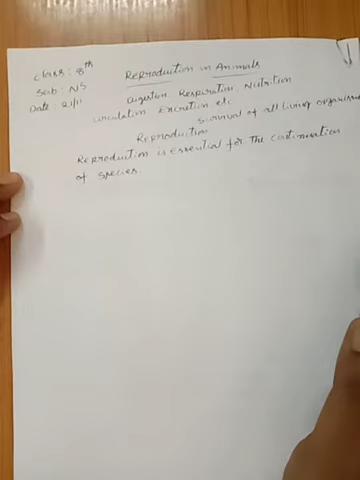 Class: 8th
Sub: NS
Date: 21/11
Reproduction in Animals
Digestion Respiration, Nutrition
Circulation Excretion etc
Survival of all living organisms
Reproduction
Reproduction is essential for the continuation
of species.